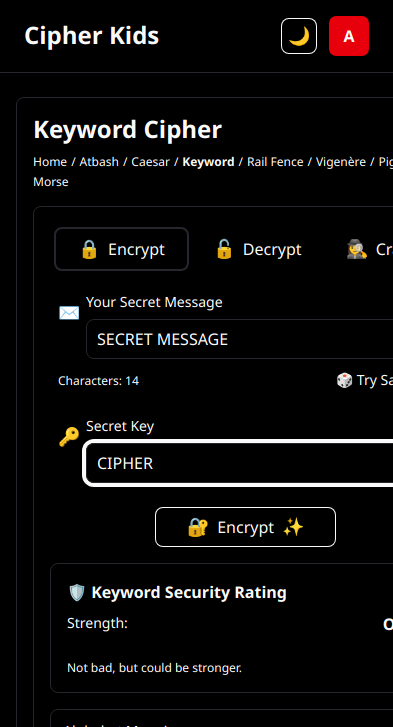 Cipher Kids
A
Keyword Cipher
Home / Atbash / Caesar / Keyword / Rail Fence / Vigenère / Pig
Morse
Encrypt
Decrypt
Your Secret Message
SECRET MESSAGE
Characters: 14
Try Sa
Secret Key
CIPHER
Encrypt
Keyword Security Rating
Strength:
Not bad, but could be stronger.